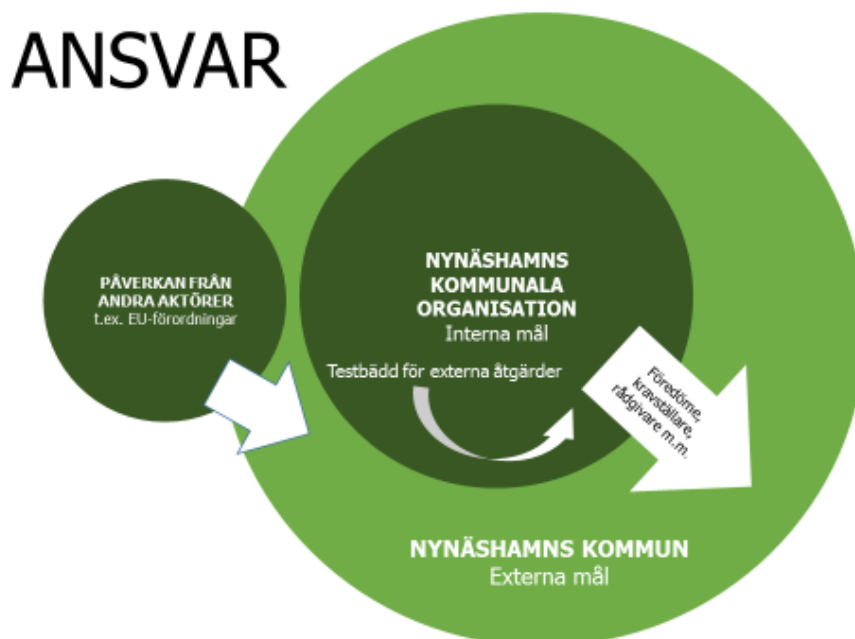 ANSVAR
PÅVERKAN FRÅN
ANDRA AKTÖRER
t.ex. EU-förordningar
NYNÄSHAMNS
KOMMUNALA
ORGANISATION
Interna mål
Testbädd för externa åtgärder
Föredöme,
kravställare,
rådgivare m.m.
NYNÄSHAMNS KOMMUN
Externa mål